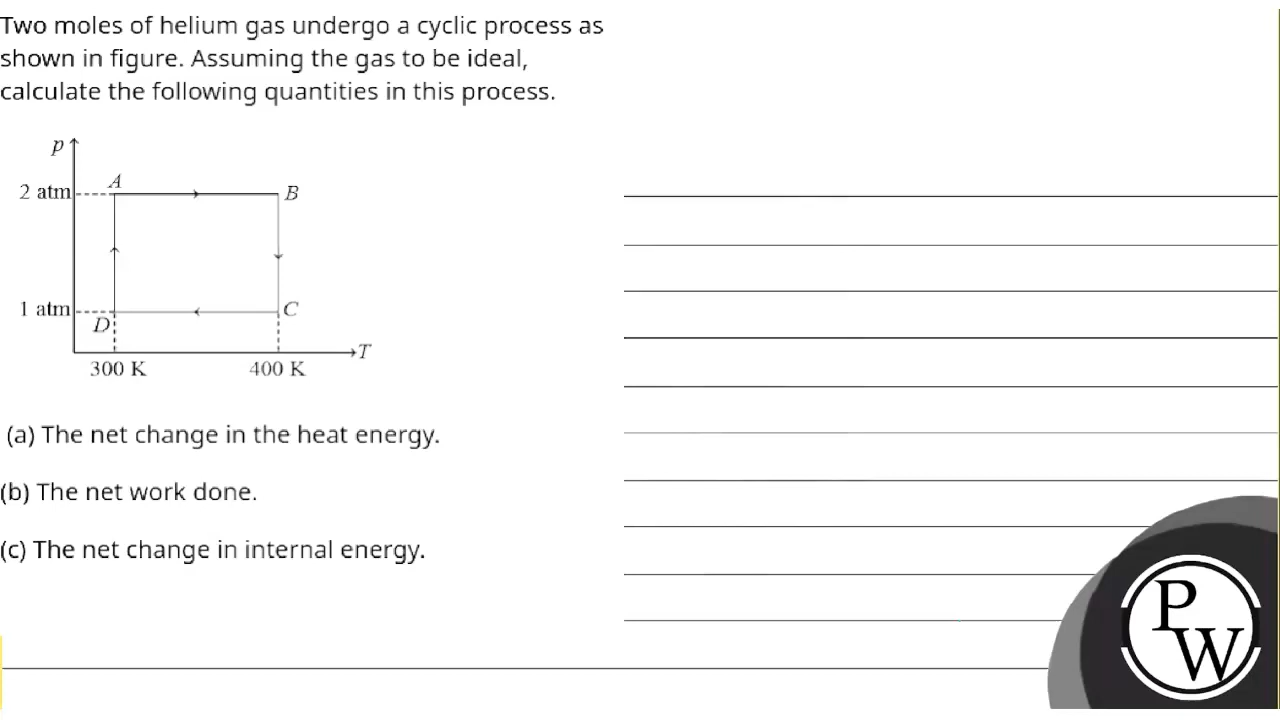 Two moles of helium gas undergo a cyclic process as
shown in figure. Assuming the gas to be ideal,
calculate the following quantities in this process.
p
A
2 atm
B
1 atm
C
D
T
300 K
400 K
(a) The net change in the heat energy.
(b) The net work done.
(c) The net change in internal energy.
P
W